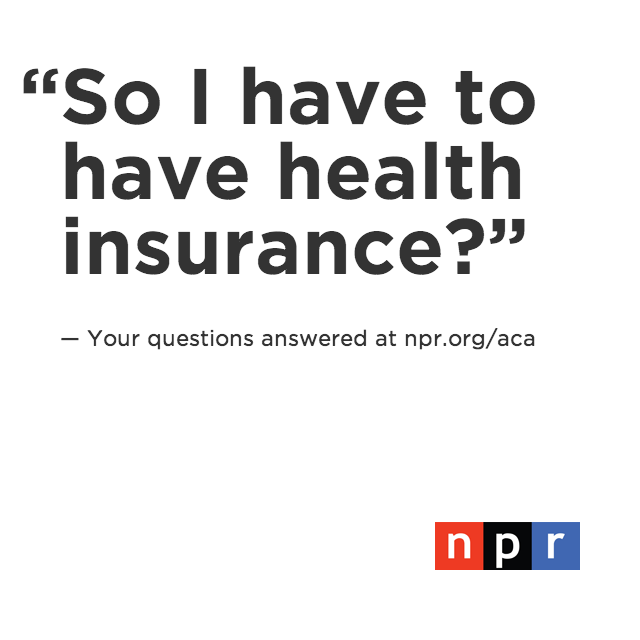 “So I have to
have health
insurance?”
— Your questions answered at npr.org/aca
npr